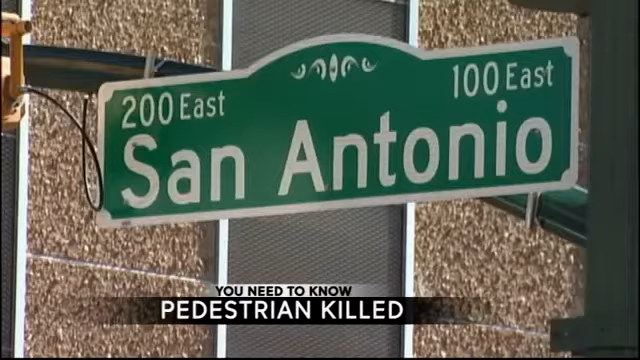 200 East 100 East
San Antonio
YOU NEED TO KNOW
PEDESTRIAN KILLED